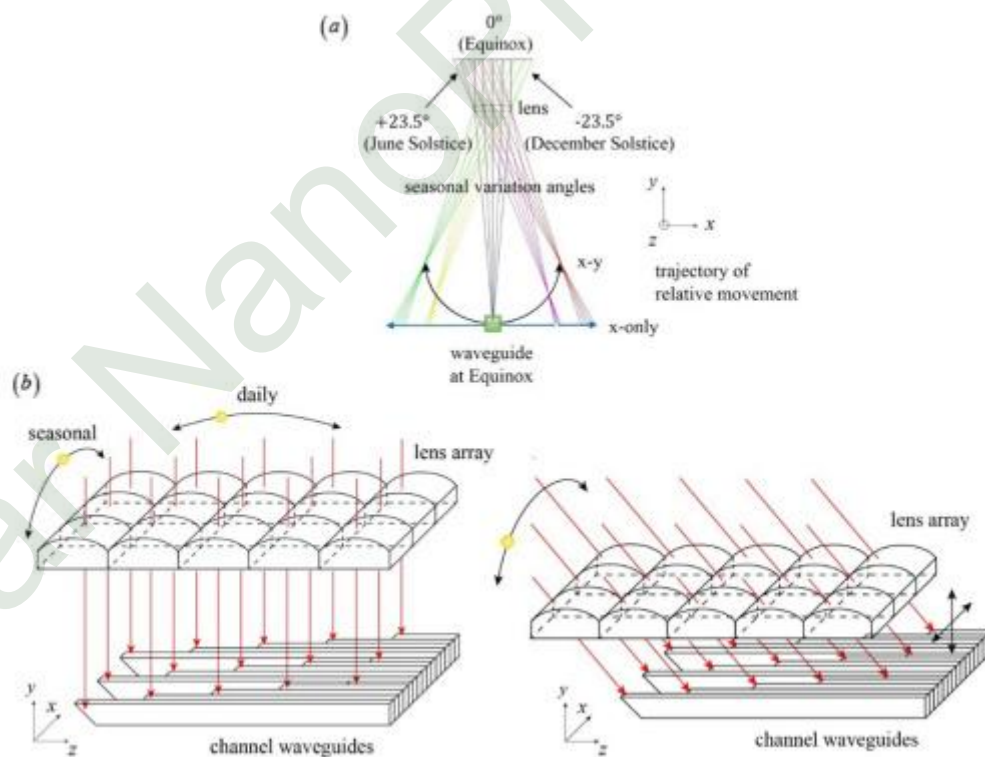 (a)
0°
(Equinox)
lens
+23.5°
(June Solstice)
-23.5°
(December Solstice)
seasonal variation angles
y
x
z
x-y
trajectory of
relative movement
x-only
waveguide
at Equinox
(b)
daily
seasonal
lens array
lens array
y
x
z
channel waveguides
y
x
z
channel waveguides